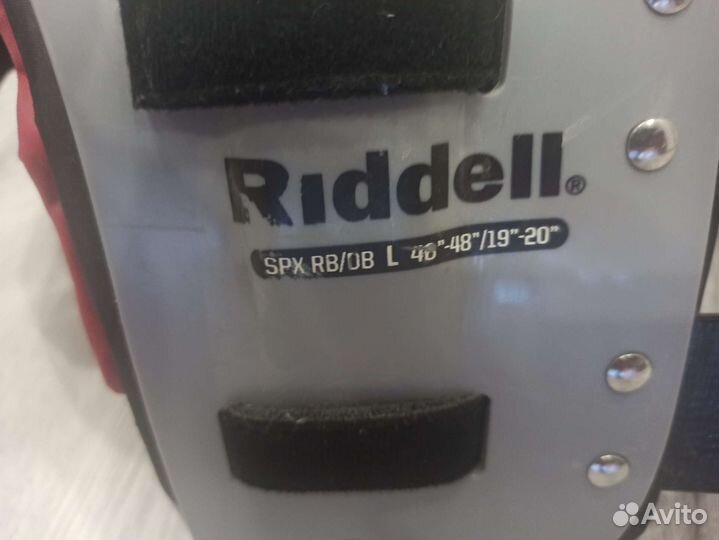 Riddell®
SPX RB/DB L 46"-48"/19"-20"
Avito